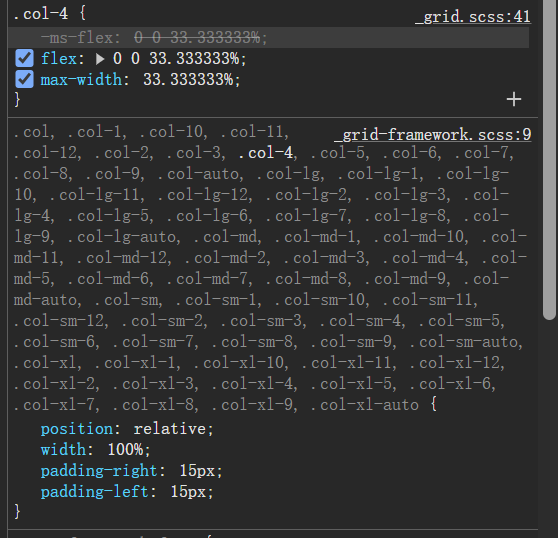 .col-4 { _grid.scss:41
-ms-flex: 0 0 33.333333%;
flex: ▶ 0 0 33.333333%;
max-width: 33.333333%;
}
+
.col, .col-1, .col-10, .col-11, _grid-framework.scss:9
.col-12, .col-2, .col-3, .col-4, .col-5, .col-6, .col-7,
.col-8, .col-9, .col-auto, .col-lg, .col-lg-1, .col-lg-
10, .col-lg-11, .col-lg-12, .col-lg-2, .col-lg-3, .col-
lg-4, .col-lg-5, .col-lg-6, .col-lg-7, .col-lg-8, .col-
lg-9, .col-lg-auto, .col-md, .col-md-1, .col-md-10, .col-
md-11, .col-md-12, .col-md-2, .col-md-3, .col-md-4, .col-
md-5, .col-md-6, .col-md-7, .col-md-8, .col-md-9, .col-
md-auto, .col-sm, .col-sm-1, .col-sm-10, .col-sm-11,
.col-sm-12, .col-sm-2, .col-sm-3, .col-sm-4, .col-sm-5,
.col-sm-6, .col-sm-7, .col-sm-8, .col-sm-9, .col-sm-auto,
.col-xl, .col-xl-1, .col-xl-10, .col-xl-11, .col-xl-12,
.col-xl-2, .col-xl-3, .col-xl-4, .col-xl-5, .col-xl-6,
.col-xl-7, .col-xl-8, .col-xl-9, .col-xl-auto {
position: relative;
width: 100%;
padding-right: 15px;
padding-left: 15px;
}